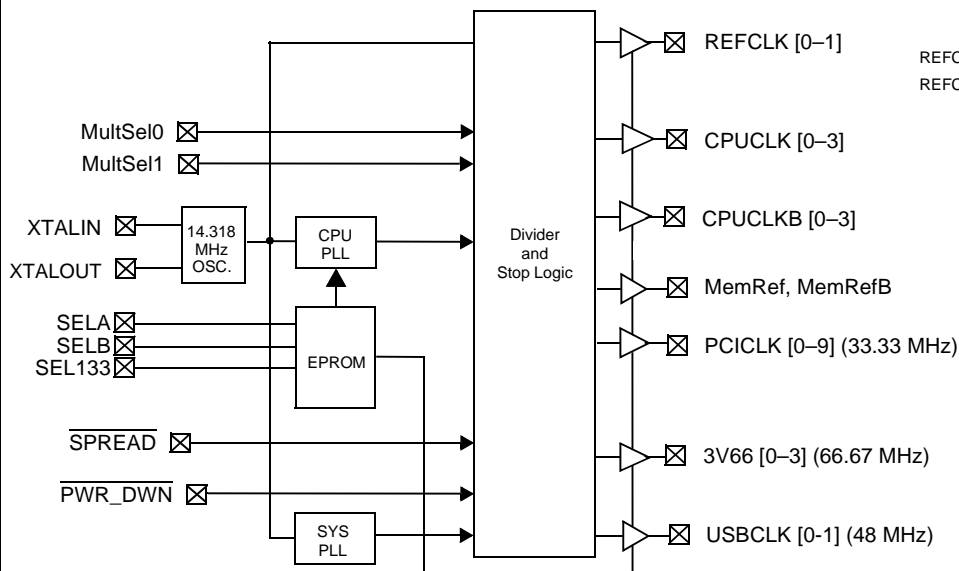 REFCLK [0–1]
REFC
REFC
MultSel0
CPUCLK [0–3]
MultSel1
XTALIN
14.318
MHz
OSC.
CPU
PLL
CPUCLKB [0–3]
XTALOUT
Divider
and
Stop Logic
MemRef, MemRefB
SELA
SELB
SEL133
EPROM
PCICLK [0–9] (33.33 MHz)
SPREAD
3V66 [0–3] (66.67 MHz)
PWR_DWN
SYS
PLL
USBCLK [0-1] (48 MHz)